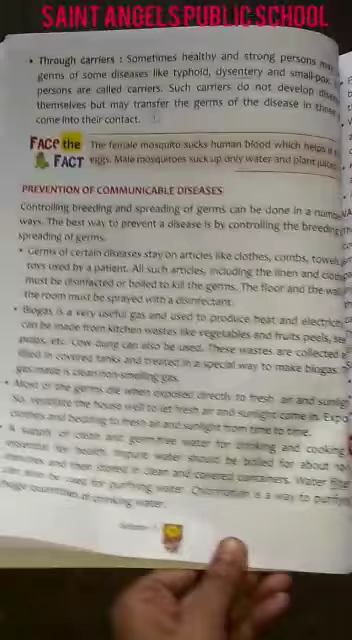 SAINT ANGELS PUBLIC SCHOOL
• Through carriers : Sometimes healthy and strong persons may
germs of some diseases like typhoid, dysentery and small-pox.
persons are called carriers. Such carriers do not develop
themselves but may transfer the germs of the disease in those
come into their contact.
FACE the FACT
The female mosquito sucks human blood which helps
eggs. Male mosquitoes suck up only water and plant juices.
PREVENTION OF COMMUNICABLE DISEASES
Controlling breeding and spreading of germs can be done in a
ways. The best way to prevent a disease is by controlling the breeding
spreading of germs.
• Germs of certain diseases stay on articles like clothes, combs, towels,
toys used by a patient. All such articles, including the linen and
must be disinfected or boiled to kill the germs. The floor and the
the room must be sprayed with a disinfectant.
• Biogas is a very useful gas and used to produce heat and
can be made from kitchen wastes like vegetables and fruits peels,
pulps, etc. Cow dung can also be used. These wastes are collected
filled in covered tanks and treated in a special way to make biogas.
gas made is clean non-smelling gas.
• Most of the germs die when exposed directly to fresh air and
So, ventilate the house well to let fresh air and sunlight come in.
clothes and bedding to fresh air and sunlight from time to time.
• A supply of clean and germ-free water for drinking and cooking
essential for health. Impure water should be boiled for about
minutes and then stored in clean and covered containers. Water
can also be used for purifying water. Chlorination is a way to
huge quantities of drinking water.